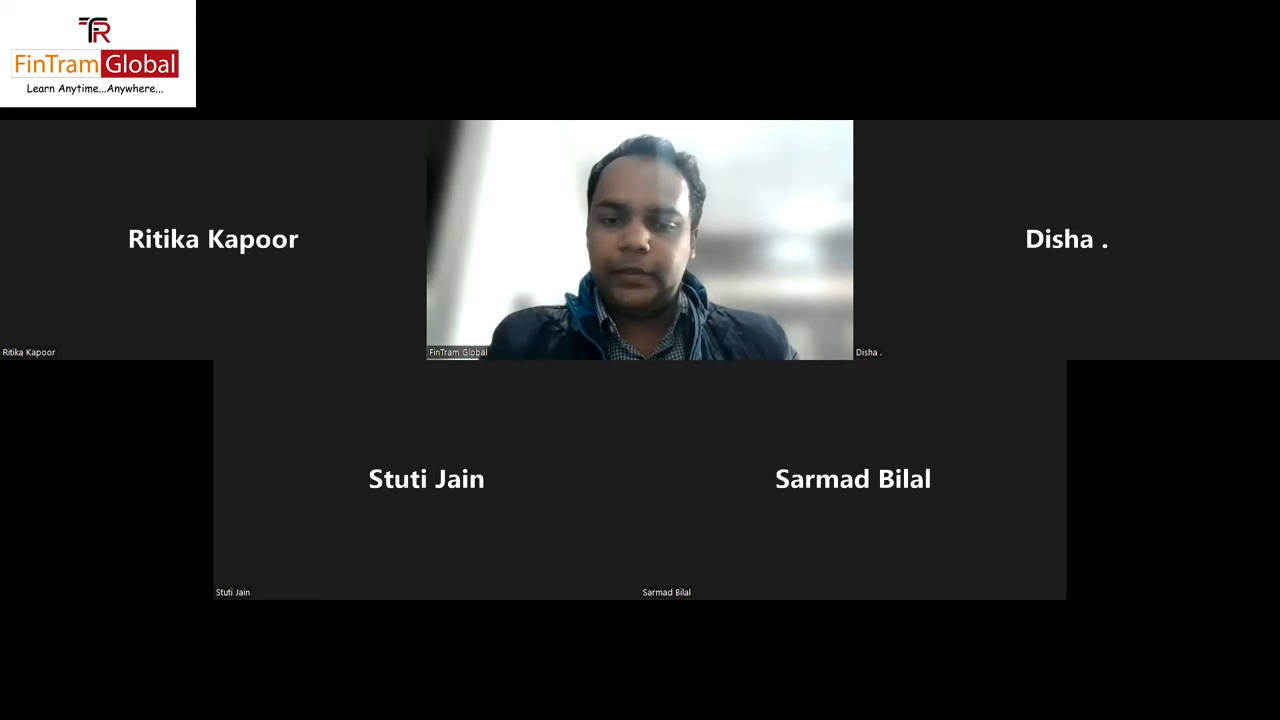 TR
FinTram Global
Learn Anytime...Anywhere...
Ritika Kapoor
Disha .
Ritika Kapoor
FinTram Global
Disha .
Stuti Jain
Sarmad Bilal
Stuti Jain
Sarmad Bilal